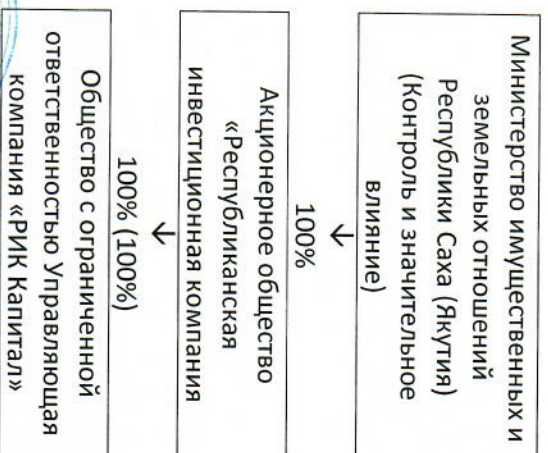 Министерство имущественных и
земельных отношений
Республики Саха (Якутия)
(Контроль и значительное
влияние)
100%
Акционерное общество
«Республиканская
инвестиционная компания
100% (100%)
Общество с ограниченной
ответственностью Управляющая
компания «РИК Капитал»